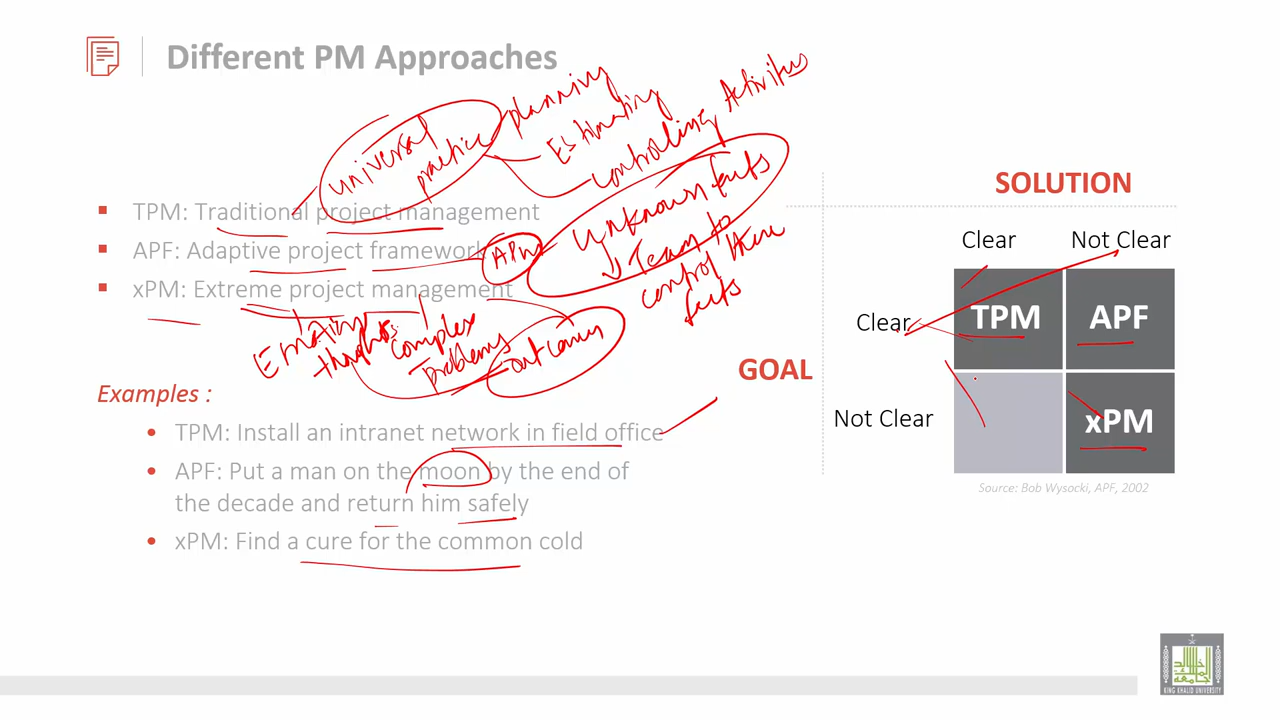 Different PM Approaches
universal
practice
planning
Estimating
controlling Activities
TPM: Traditional project management
APF: Adaptive project framework
APM
unknown facts
Team to
control there
facts
xPM: Extreme project management
complex
problems
outcomes
Examples :
TPM: Install an intranet network in field office
APF: Put a man on the moon by the end of
the decade and return him safely
xPM: Find a cure for the common cold
SOLUTION
Clear Not Clear
GOAL
Clear TPM APF
Not Clear xPM
Source: Bob Wysocki, APF, 2002
KING KHALID UNIVERSITY